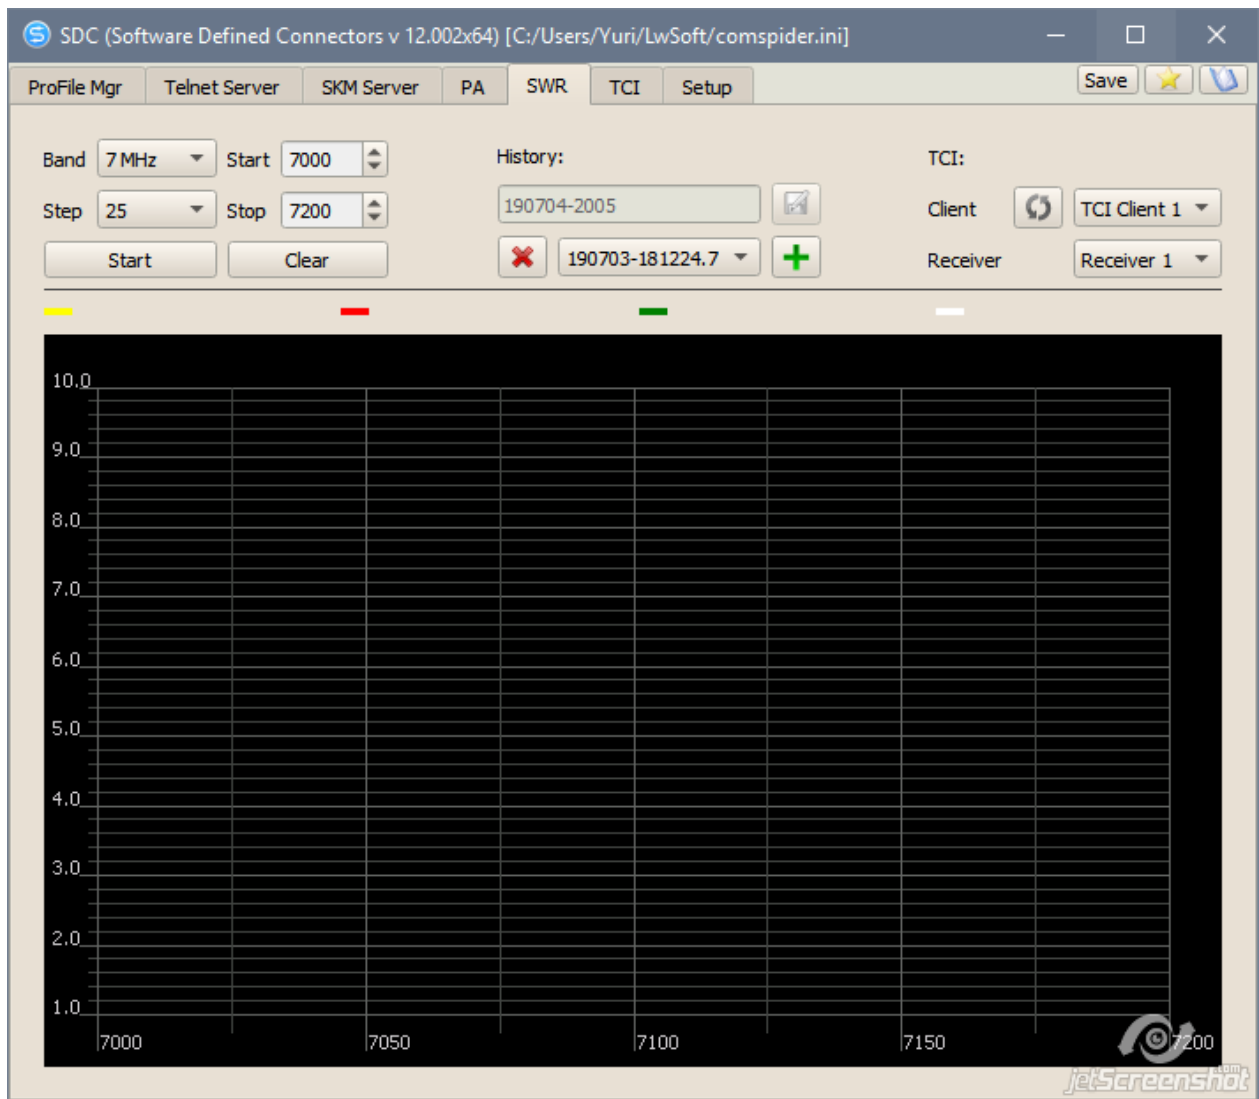 SDC (Software Defined Connectors v 12.002x64) [C:/Users/Yuri/LwSoft/comspider.ini]
ProFile Mgr Telnet Server SKM Server PA SWR TCI Setup Save
Band 7 MHz Start 7000 History: TCI:
Step 25 Stop 7200 190704-2005 Client TCI Client 1
Start Clear 190703-181224.7 Receiver Receiver 1
10.0
9.0
8.0
7.0
6.0
5.0
4.0
3.0
2.0
1.0
7000 7050 7100 7150 7200
jetScreenshot.com